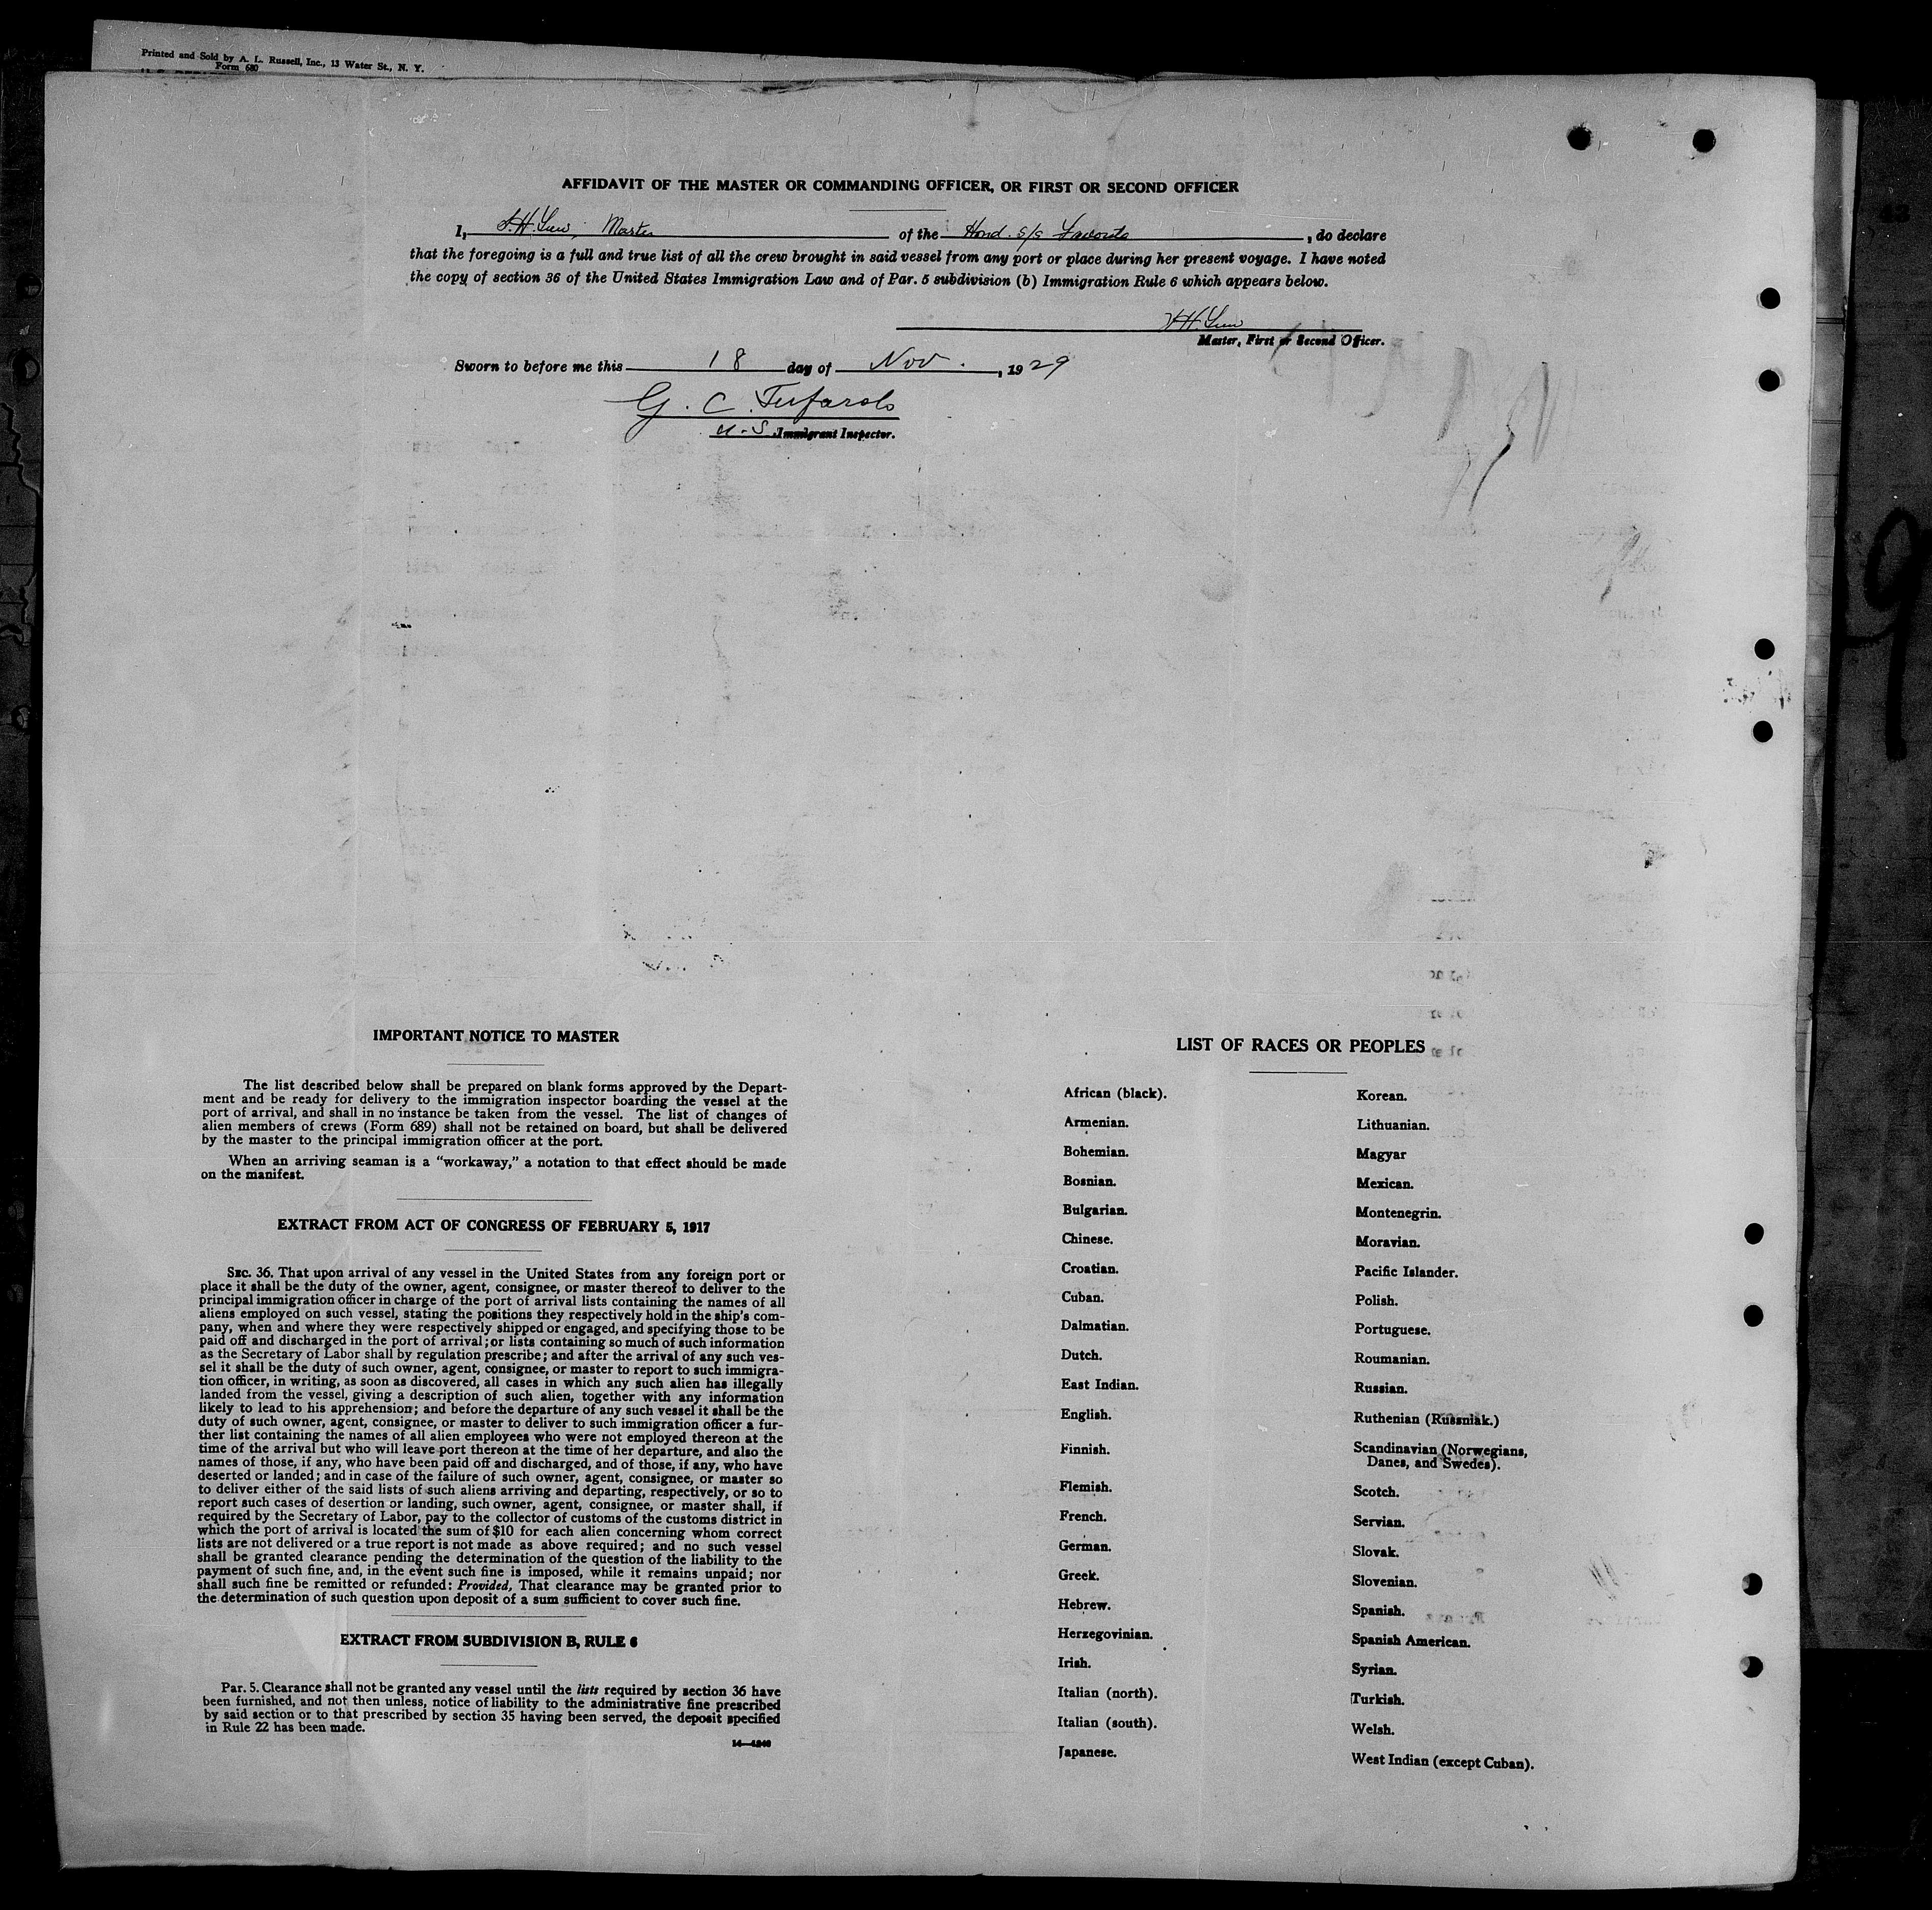 Printed and Sold by A. L. Russell, Inc., 13 Water St., N. Y.
Form 680
AFFIDAVIT OF THE MASTER OR COMMANDING OFFICER, OR FIRST OR SECOND OFFICER
I, Master of the Hond. S/S , do declare
that the foregoing is a full and true list of all the crew brought in said vessel from any port or place during her present voyage. I have noted
the copy of section 36 of the United States Immigration Law and of Par. 5 subdivision (b) Immigration Rule 6 which appears below.
Master, First or Second Officer.
Sworn to before me this 18 day of Nov. , 1929
G. C. Tufarolo
U.S. Immigrant Inspector.
9
IMPORTANT NOTICE TO MASTER
The list described below shall be prepared on blank forms approved by the Depart-
ment and be ready for delivery to the immigration inspector boarding the vessel at the
port of arrival, and shall in no instance be taken from the vessel. The list of changes of
alien members of crews (Form 689) shall not be retained on board, but shall be delivered
by the master to the principal immigration officer at the port.
When an arriving seaman is a "workaway," a notation to that effect should be made
on the manifest.
EXTRACT FROM ACT OF CONGRESS OF FEBRUARY 5, 1917
SEC. 36. That upon arrival of any vessel in the United States from any foreign port or
place it shall be the duty of the owner, agent, consignee, or master thereof to deliver to the
principal immigration officer in charge of the port of arrival lists containing the names of all
aliens employed on such vessel, stating the positions they respectively hold in the ship's com-
pany, when and where they were respectively shipped or engaged, and specifying those to be
paid off and discharged in the port of arrival; or lists containing so much of such information
as the Secretary of Labor shall by regulation prescribe; and after the arrival of any such ves-
sel it shall be the duty of such owner, agent, consignee, or master to report to such immigra-
tion officer, in writing, as soon as discovered, all cases in which any such alien has illegally
landed from the vessel, giving a description of such alien, together with any information
likely to lead to his apprehension; and before the departure of any such vessel it shall be the
duty of such owner, agent, consignee, or master to deliver to such immigration officer a fur-
ther list containing the names of all alien employees who were not employed thereon at the
time of the arrival but who will leave port thereon at the time of her departure, and also the
names of those, if any, who have been paid off and discharged, and of those, if any, who have
deserted or landed; and in case of the failure of such owner, agent, consignee, or master so
to deliver either of the said lists of such aliens arriving and departing, respectively, or so to
report such cases of desertion or landing, such owner, agent, consignee, or master shall, if
required by the Secretary of Labor, pay to the collector of customs of the customs district in
which the port of arrival is located the sum of $10 for each alien concerning whom correct
lists are not delivered or a true report is not made as above required; and no such vessel
shall be granted clearance pending the determination of the question of the liability to the
payment of such fine, and, in the event such fine is imposed, while it remains unpaid; nor
shall such fine be remitted or refunded: Provided, That clearance may be granted prior to
the determination of such question upon deposit of a sum sufficient to cover such fine.
EXTRACT FROM SUBDIVISION B, RULE 6
Par. 5. Clearance shall not be granted any vessel until the lists required by section 36 have
been furnished, and not then unless, notice of liability to the administrative fine prescribed
by said section or to that prescribed by section 35 having been served, the deposit specified
in Rule 22 has been made.
LIST OF RACES OR PEOPLES
African (black).
Armenian.
Bohemian.
Bosnian.
Bulgarian.
Chinese.
Croatian.
Cuban.
Dalmatian.
Dutch.
East Indian.
English.
Finnish.
Flemish.
French.
German.
Greek.
Hebrew.
Herzegovinian.
Irish.
Italian (north).
Italian (south).
Japanese.
Korean.
Lithuanian.
Magyar
Mexican.
Montenegrin.
Moravian.
Pacific Islander.
Polish.
Portuguese.
Roumanian.
Russian.
Ruthenian (Russniak.)
Scandinavian (Norwegians,
Danes, and Swedes).
Scotch.
Servian.
Slovak.
Slovenian.
Spanish.
Spanish American.
Syrian.
Turkish.
Welsh.
West Indian (except Cuban).